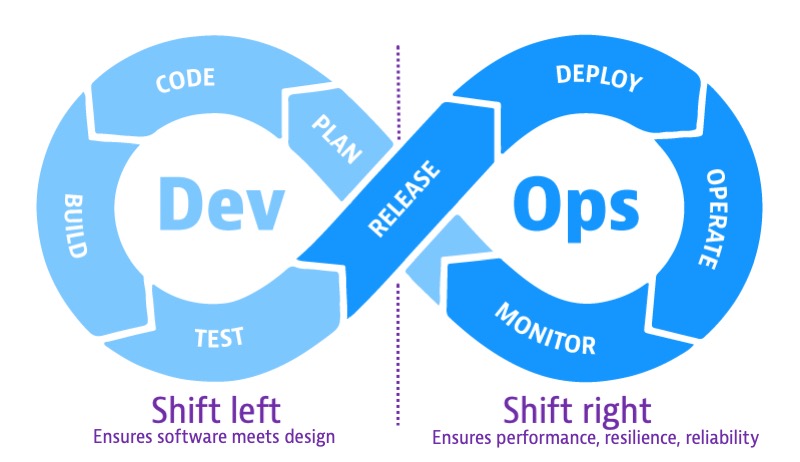 CODE
DEPLOY
PLAN
RELEASE
Dev
Ops
BUILD
OPERATE
TEST
MONITOR
Shift left
Ensures software meets design
Shift right
Ensures performance, resilience, reliability